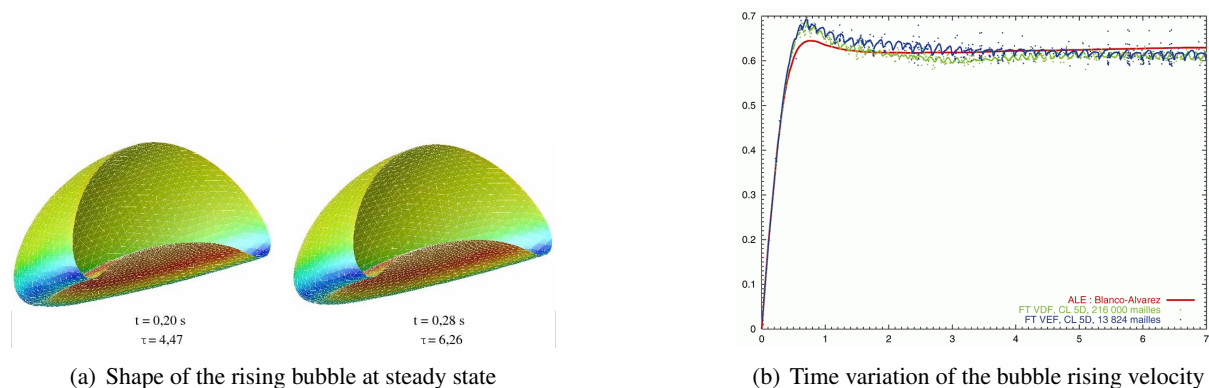 t = 0,20 s
τ = 4,47
t = 0,28 s
τ = 6,26
(a) Shape of the rising bubble at steady state
0.7
0.6
0.5
0.4
0.3
0.2
0.1
0
ALE : Blanco-Alvarez
FT VDF, CL 5D, 216 000 mailles
FT VEF, CL 5D, 13 824 mailles
0 1 2 3 4 5 6 7
(b) Time variation of the bubble rising velocity